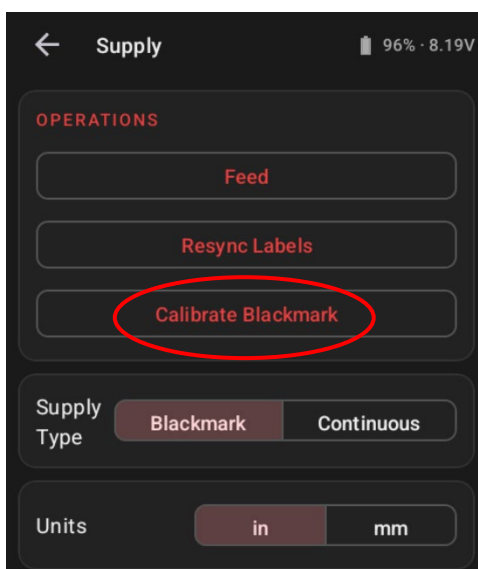 Supply
96% · 8.19V
OPERATIONS
Feed
Resync Labels
Calibrate Blackmark
Supply
Type
Blackmark
Continuous
Units
in
mm